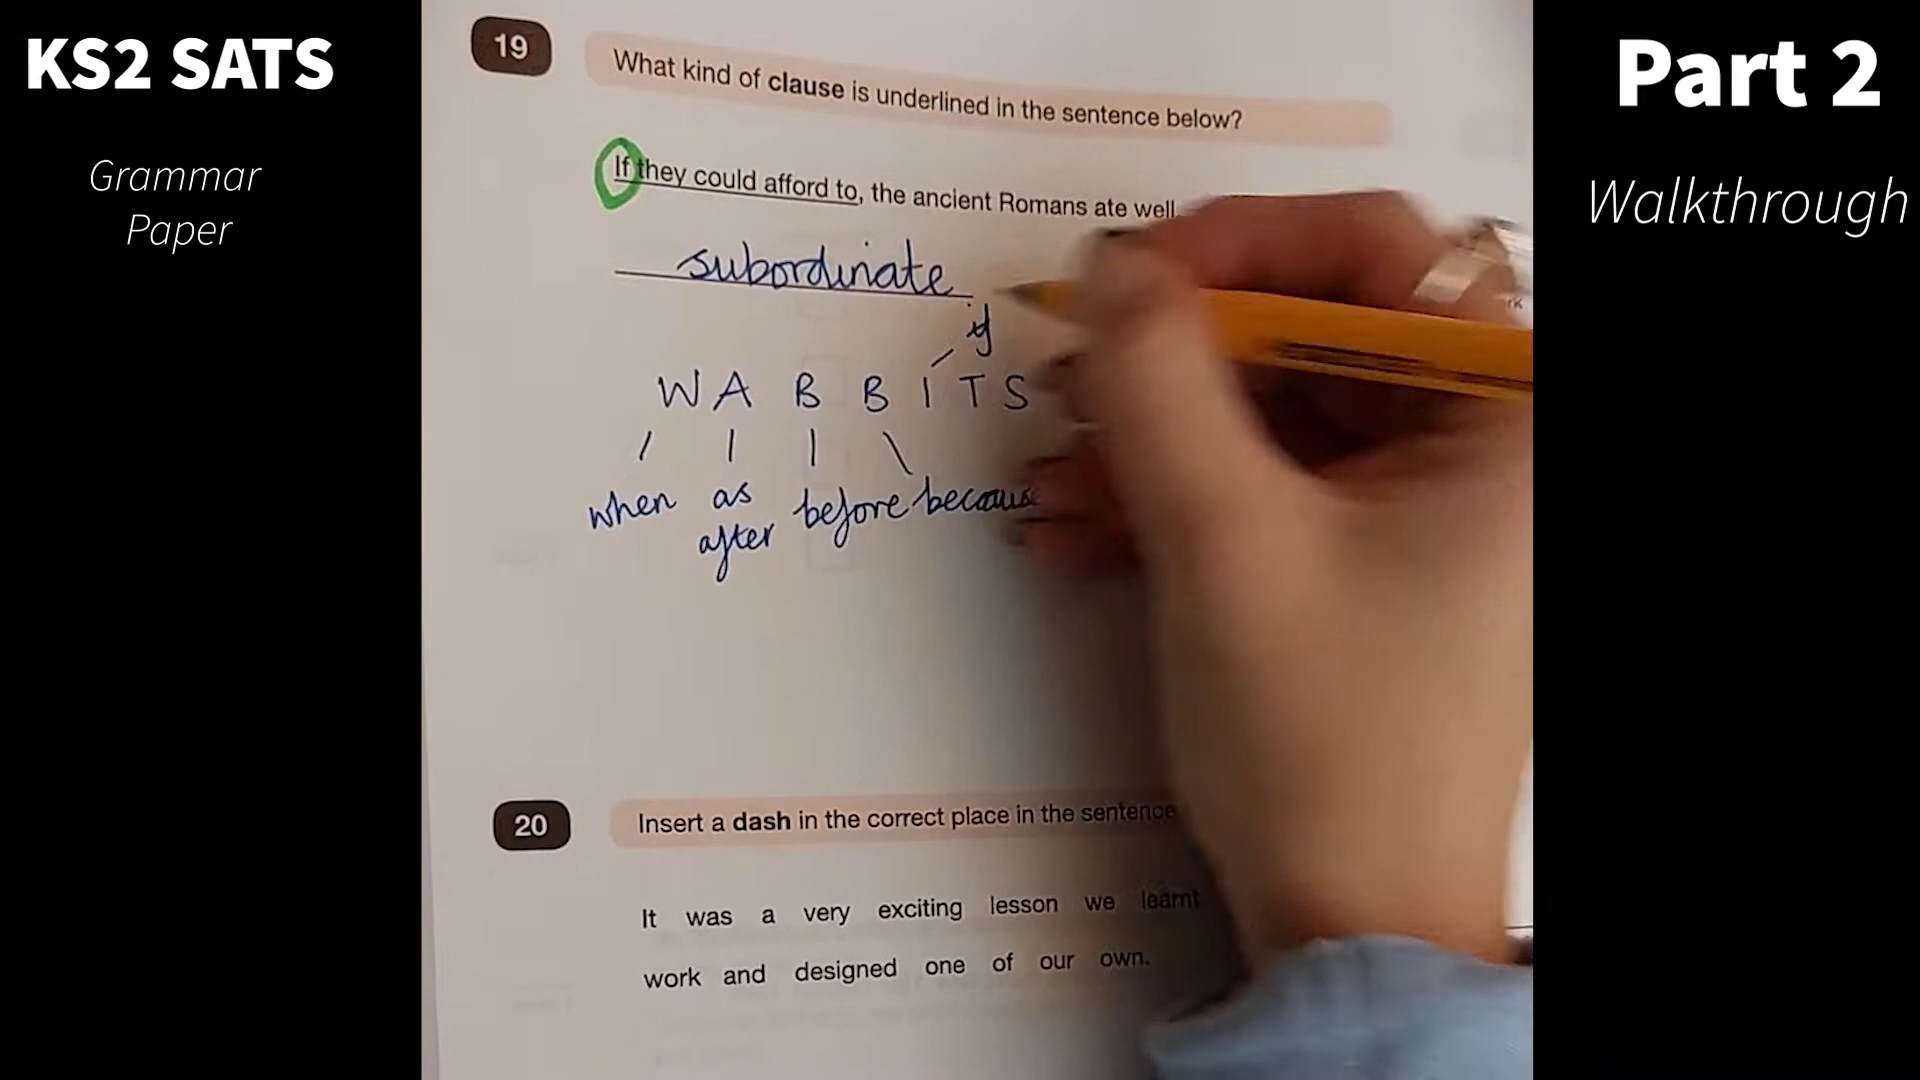 KS2 SATS
Grammar
Paper
Part 2
Walkthrough
19
What kind of clause is underlined in the sentence below?
If they could afford to, the ancient Romans ate well
subordinate
if
W A B B I T S
when as before because
after
20
Insert a dash in the correct place in the sentence
It was a very exciting lesson we learnt
work and designed one of our own.